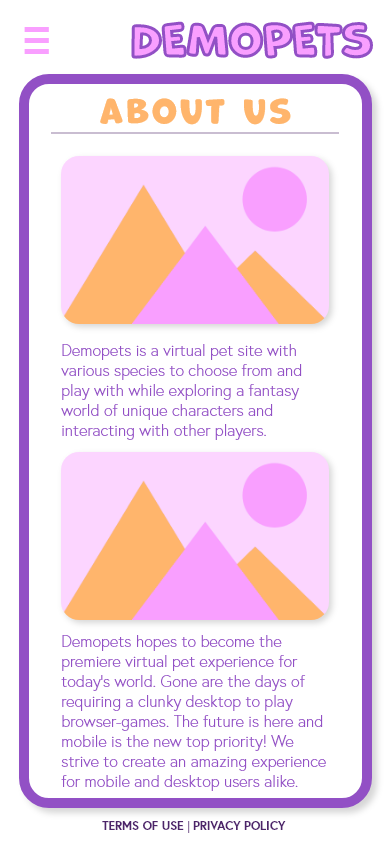 DEMOPETS
ABOUT US
Demopets is a virtual pet site with
various species to choose from and
play with while exploring a fantasy
world of unique characters and
interacting with other players.
Demopets hopes to become the
premiere virtual pet experience for
today's world. Gone are the days of
requiring a clunky desktop to play
browser-games. The future is here and
mobile is the new top priority! We
strive to create an amazing experience
for mobile and desktop users alike.
TERMS OF USE | PRIVACY POLICY